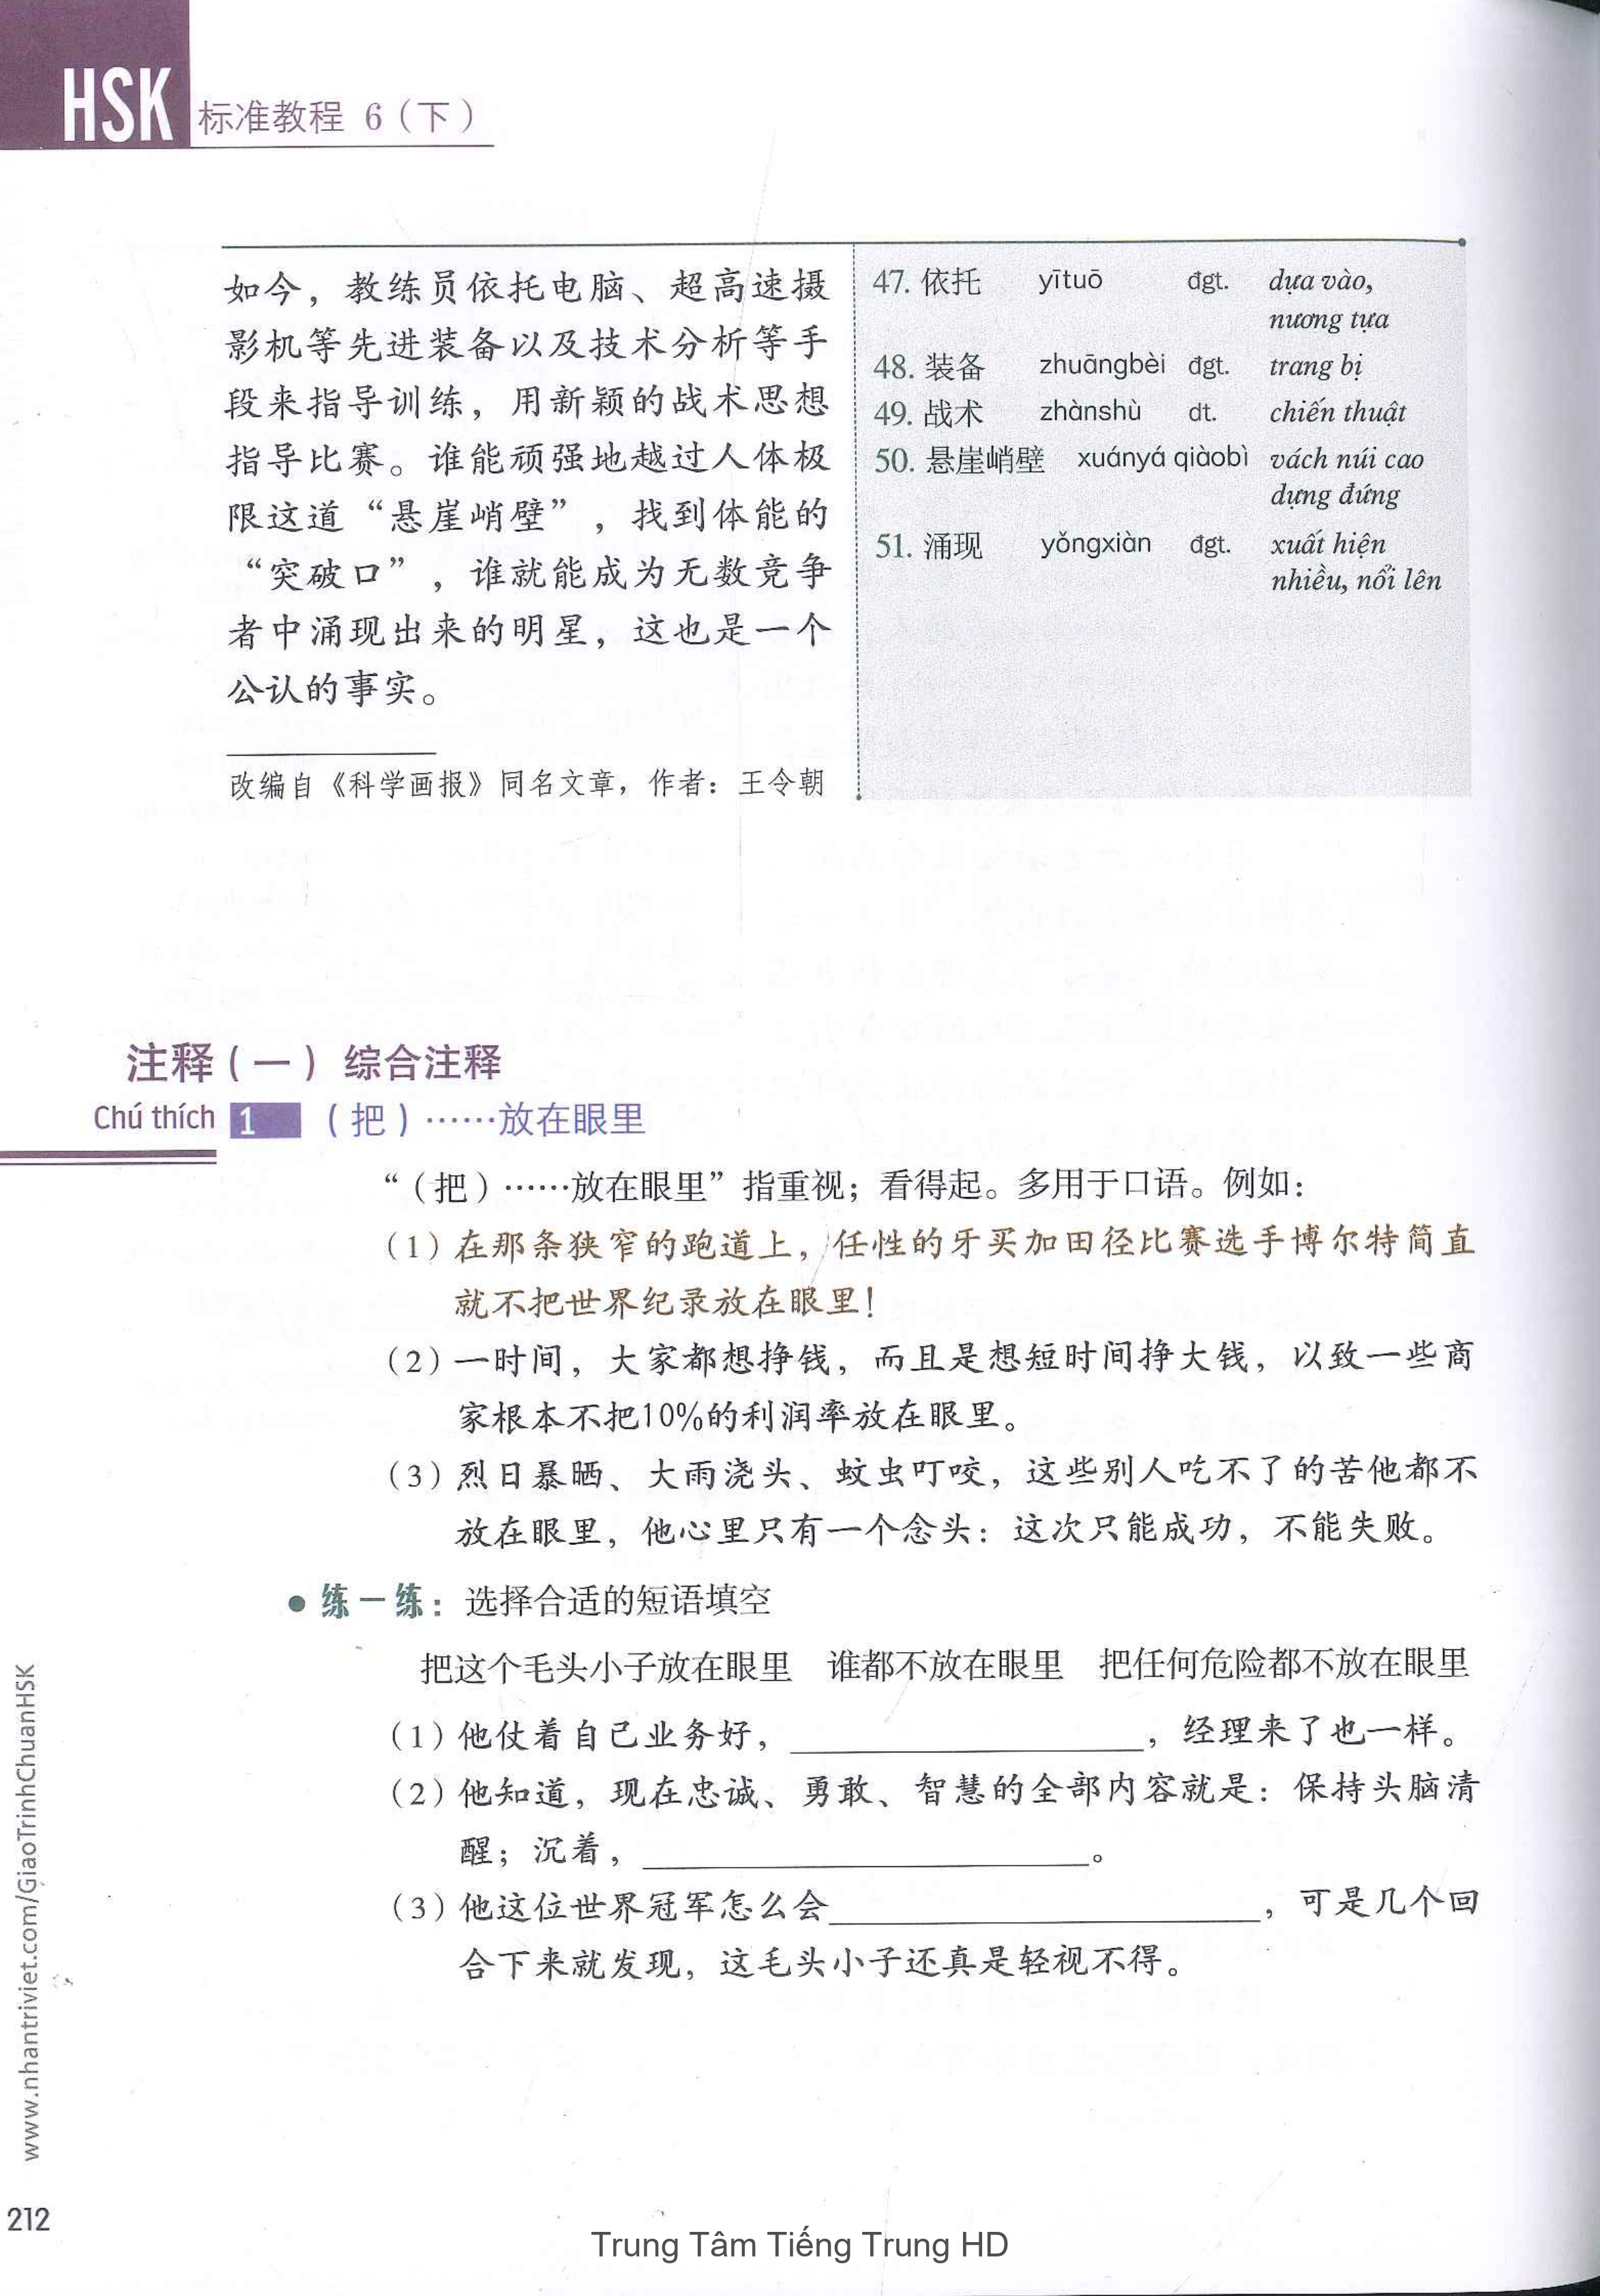 HSK 标准教程 6（下）
如今，教练员依托电脑、超高速摄
影机等先进装备以及技术分析等手
段来指导训练，用新颖的战术思想
指导比赛。谁能顽强地越过人体极
限这道“悬崖峭壁”，找到体能的
“突破口”，谁就能成为无数竞争
者中涌现出来的明星，这也是一个
公认的事实。
改编自《科学画报》同名文章，作者：王令朝
47. 依托 yītuō đgt. dựa vào,
nương tựa
48. 装备 zhuāngbèi đgt. trang bị
49. 战术 zhànshù dt. chiến thuật
50. 悬崖峭壁 xuányá qiàobì vách núi cao
dựng đứng
51. 涌现 yǒngxiàn đgt. xuất hiện
nhiều, nổi lên
注释（一）综合注释
Chú thích 1 （把）……放在眼里
“（把）……放在眼里”指重视；看得起。多用于口语。例如：
（1）在那条狭窄的跑道上，任性的牙买加田径比赛选手博尔特简直
就不把世界纪录放在眼里！
（2）一时间，大家都想挣钱，而且是想短时间挣大钱，以致一些商
家根本不把10%的利润率放在眼里。
（3）烈日暴晒、大雨浇头、蚊虫叮咬，这些别人吃不了的苦他都不
放在眼里，他心里只有一个念头：这次只能成功，不能失败。
● 练一练：选择合适的短语填空
把这个毛头小子放在眼里 谁都不放在眼里 把任何危险都不放在眼里
（1）他仗着自己业务好，____________________，经理来了也一样。
（2）他知道，现在忠诚、勇敢、智慧的全部内容就是：保持头脑清
醒；沉着，_________________________。
（3）他这位世界冠军怎么会________________________，可是几个回
合下来就发现，这毛头小子还真是轻视不得。
www.nhantriviet.com/GiaoTrinhChuanHSK
212
Trung Tâm Tiếng Trung HD